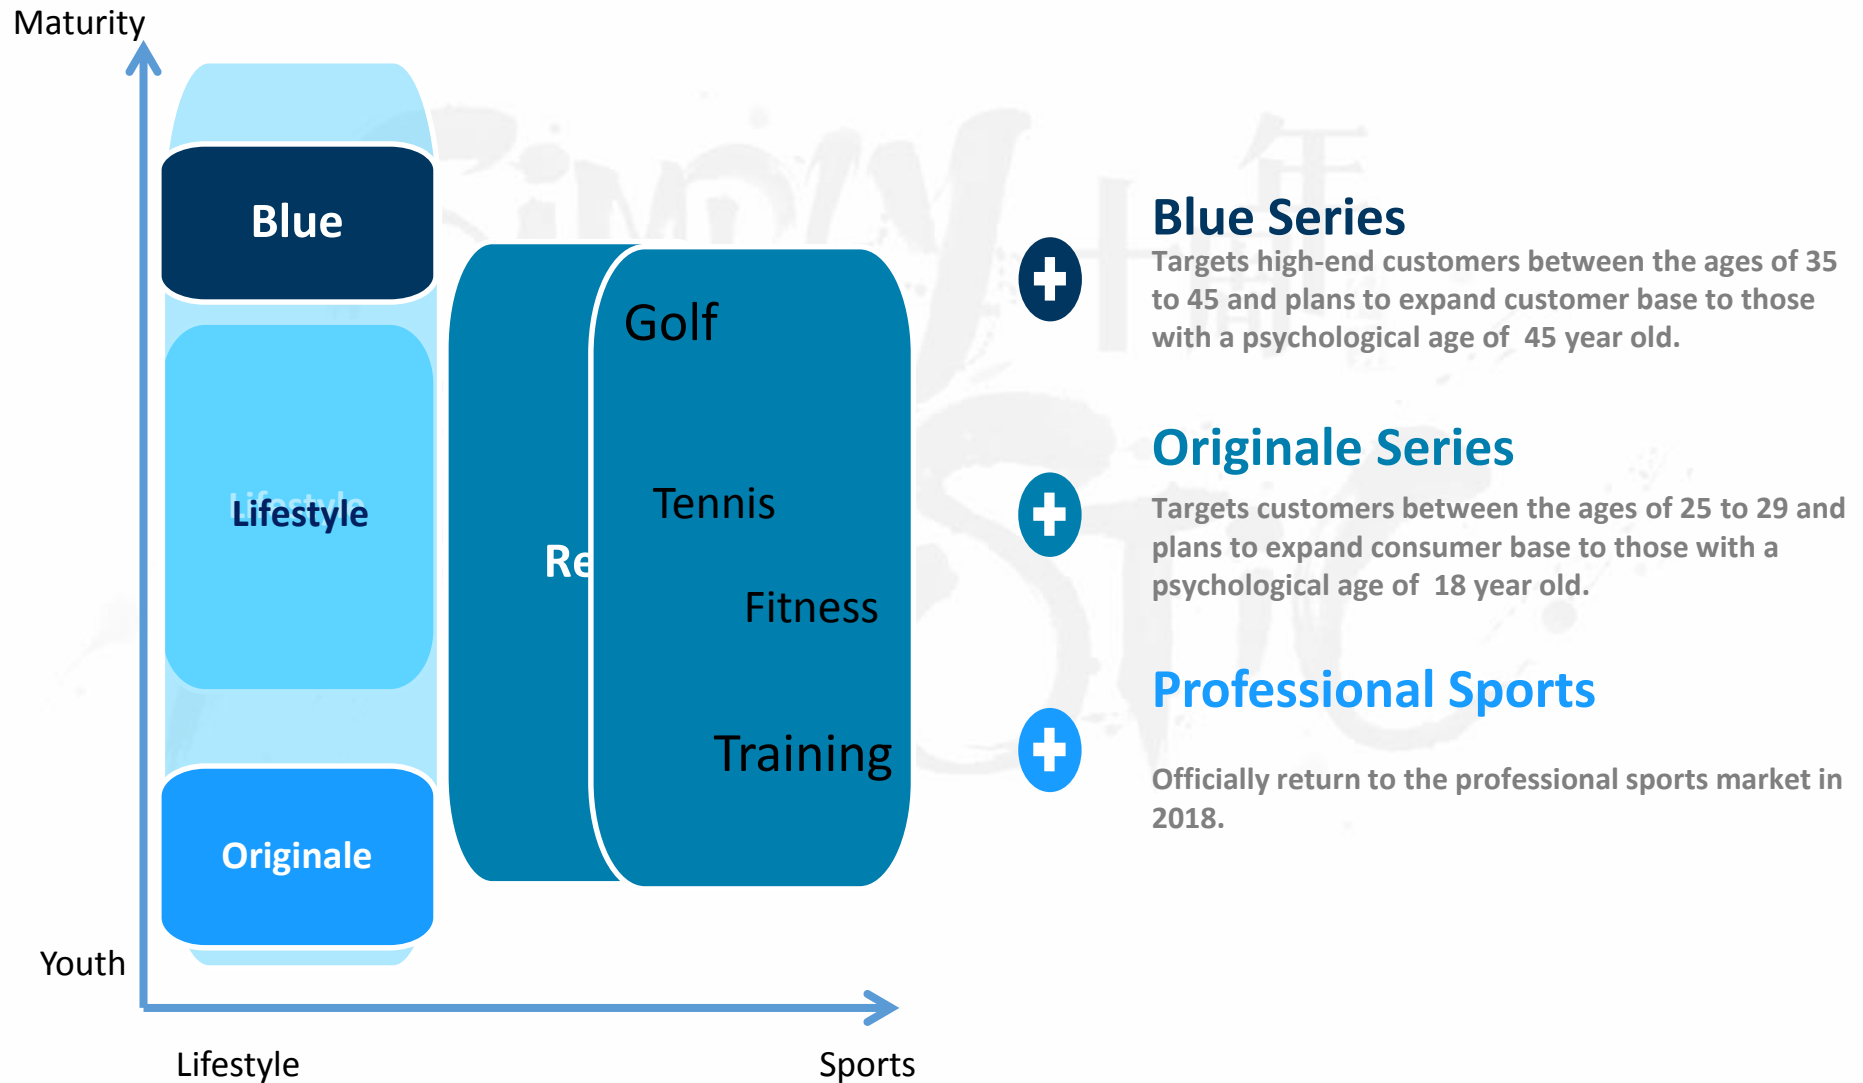 Maturity
Blue
Golf
Lifestyle
Tennis
Re
Fitness
Training
Originale
Youth
Lifestyle
Sports
Blue Series
Targets high-end customers between the ages of 35
to 45 and plans to expand customer base to those
with a psychological age of 45 year old.
Originale Series
Targets customers between the ages of 25 to 29 and
plans to expand consumer base to those with a
psychological age of 18 year old.
Professional Sports
Officially return to the professional sports market in
2018.
SiMPLY
十周年